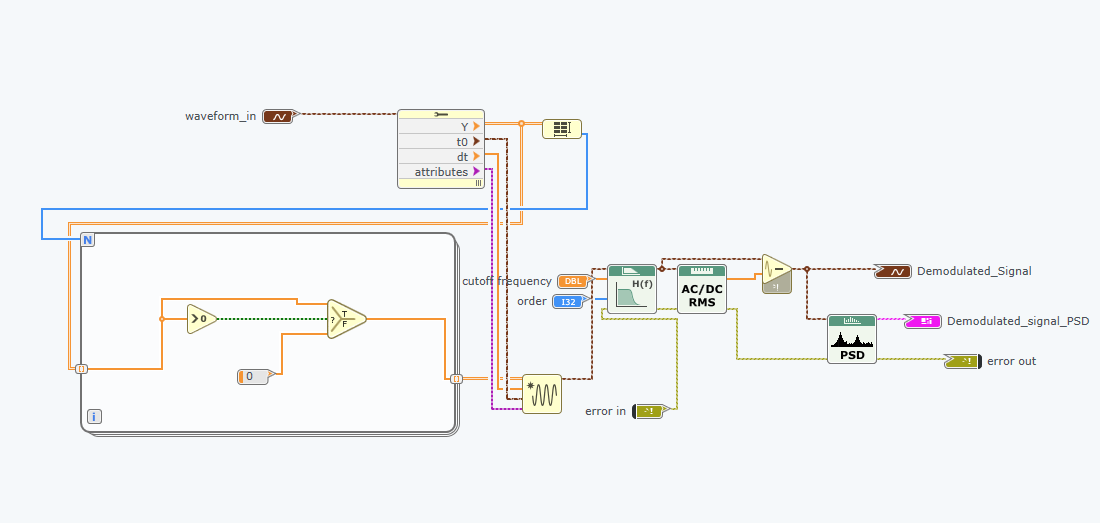 waveform_in
Y
t0
dt
attributes
N
cutoff frequency
DBL
order
I32
H(f)
AC/DC
RMS
Demodulated_Signal
> 0
?
T
F
0
Demodulated_signal_PSD
PSD
error out
error in
i